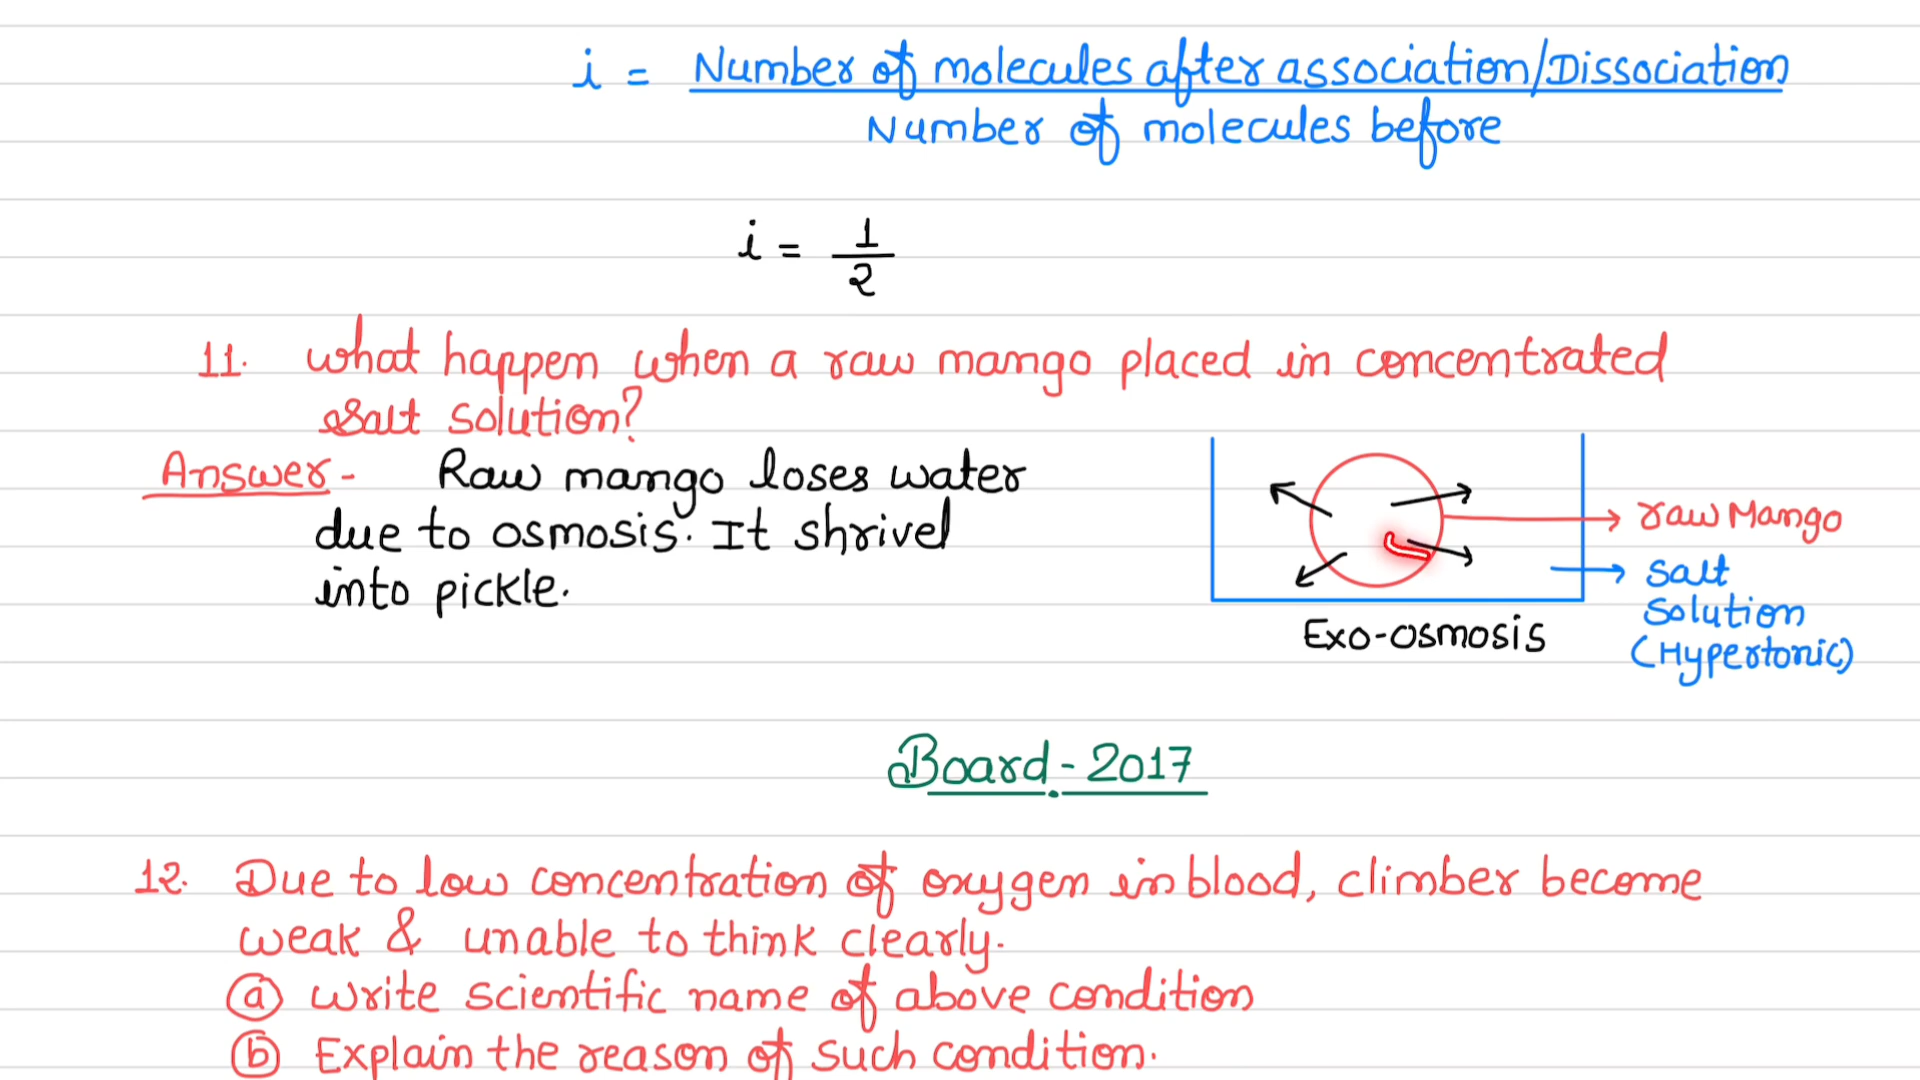 i = Number of molecules after association/Dissociation
Number of molecules before
i = 1
2
11. what happen when a raw mango placed in concentrated
Salt solution?
Answer - Raw mango loses water
due to osmosis. It shrivel
into pickle.
raw Mango
Salt
Solution
(Hypertonic)
Exo-osmosis
Board - 2017
12. Due to low concentration of oxygen in blood, climber become
weak & unable to think clearly.
(a) write scientific name of above condition
(b) Explain the reason of such condition.